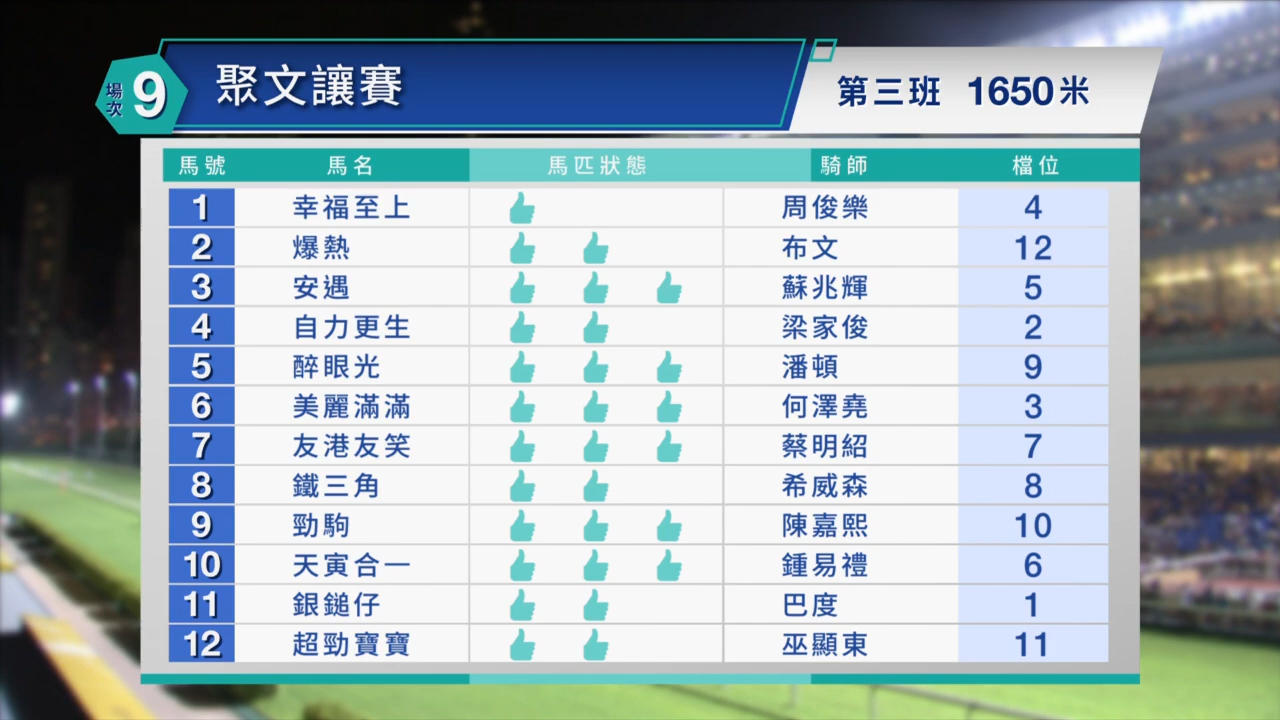 場次 9 聚文讓賽 第三班 1650米
馬號 馬名 馬匹狀態 騎師 檔位
1 幸福至上 周俊樂 4
2 爆熱 布文 12
3 安遇 蘇兆輝 5
4 自力更生 梁家俊 2
5 醉眼光 潘頓 9
6 美麗滿滿 何澤堯 3
7 友港友笑 蔡明紹 7
8 鐵三角 希威森 8
9 勁駒 陳嘉熙 10
10 天寅合一 鍾易禮 6
11 銀鎚仔 巴度 1
12 超勁寶寶 巫顯東 11